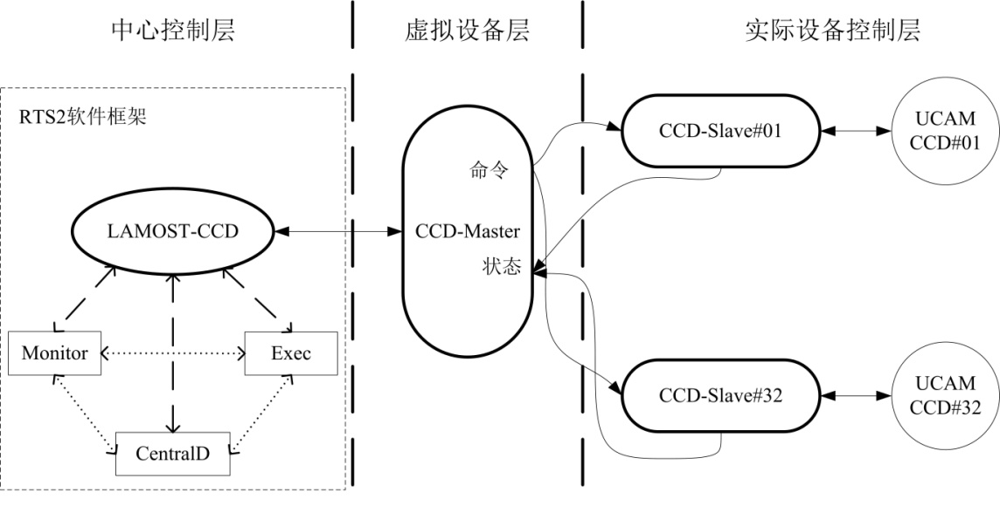 中心控制层
虚拟设备层
实际设备控制层
RTS2软件框架
LAMOST-CCD
Monitor
Exec
CentralD
命令
CCD-Master
状态
CCD-Slave#01
UCAM
CCD#01
CCD-Slave#32
UCAM
CCD#32